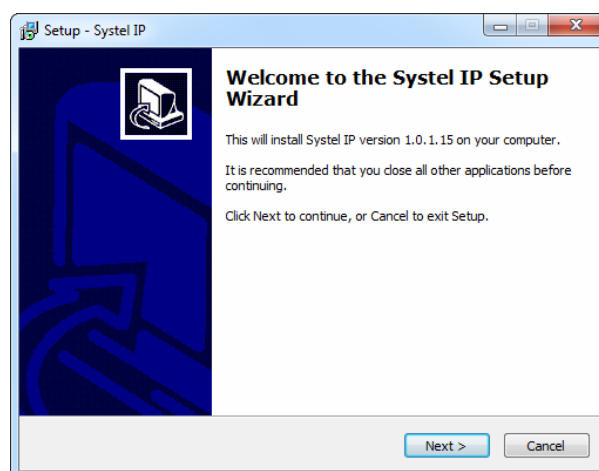 Setup - Systel IP
Welcome to the Systel IP Setup
Wizard
This will install Systel IP version 1.0.1.15 on your computer.
It is recommended that you close all other applications before
continuing.
Click Next to continue, or Cancel to exit Setup.
Next >
Cancel